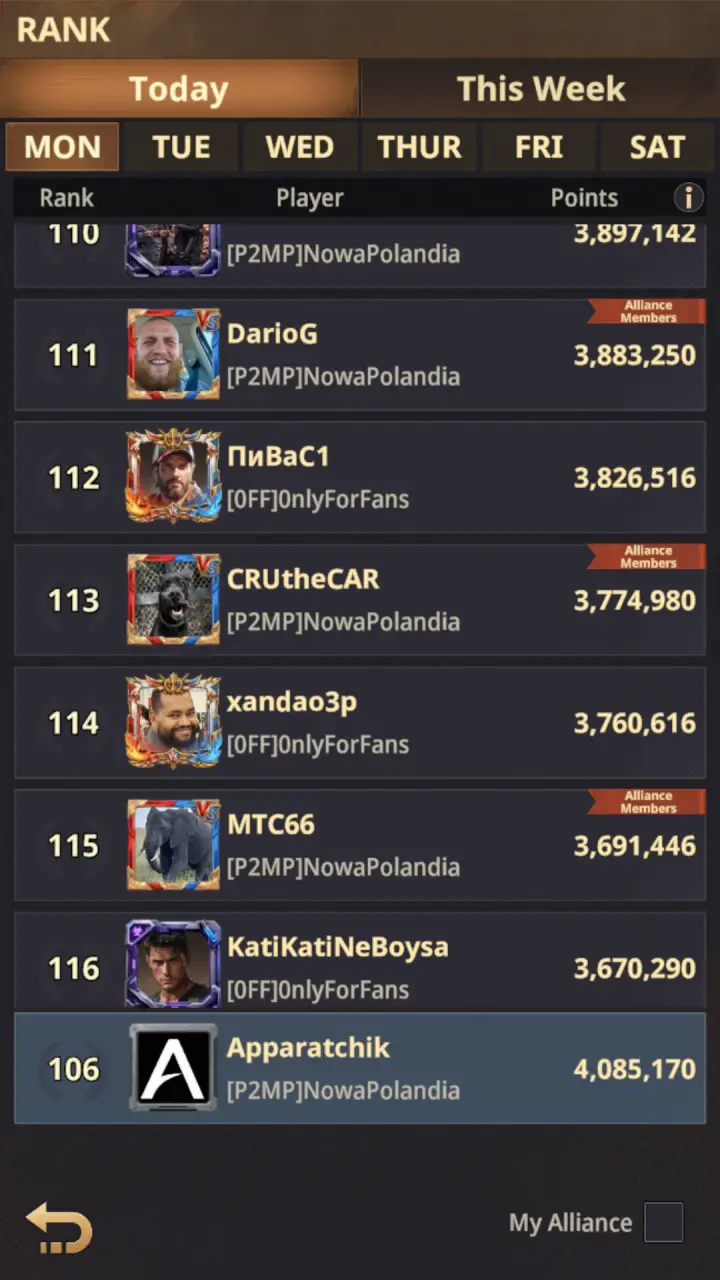 RANK
Today This Week
MON TUE WED THUR FRI SAT
Rank Player Points i
110 3,897,142
[P2MP]NowaPolandia
Alliance
Members
DarioG
111 3,883,250
[P2MP]NowaPolandia
ПиВаС1
112 3,826,516
[0FF]0nlyForFans
Alliance
Members
CRUtheCAR
113 3,774,980
[P2MP]NowaPolandia
xandao3p
114 3,760,616
[0FF]0nlyForFans
Alliance
Members
MTC66
115 3,691,446
[P2MP]NowaPolandia
KatiKatiNeBoysa
116 3,670,290
[0FF]0nlyForFans
Apparatchik
106 4,085,170
[P2MP]NowaPolandia
My Alliance